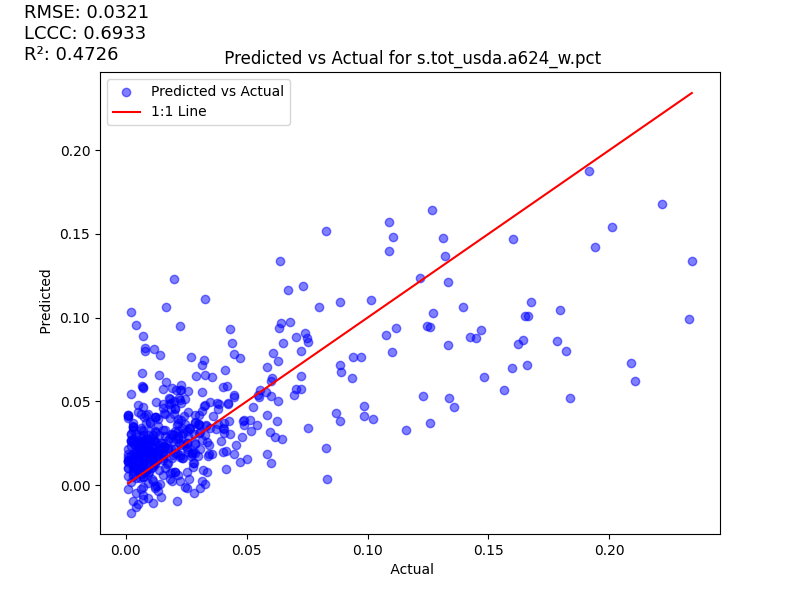 RMSE: 0.0321
LCCC: 0.6933
R²: 0.4726
Predicted vs Actual for s.tot_usda.a624_w.pct
Predicted vs Actual
1:1 Line
0.20
0.15
0.10
0.05
0.00
Predicted
0.00 0.05 0.10 0.15 0.20
Actual